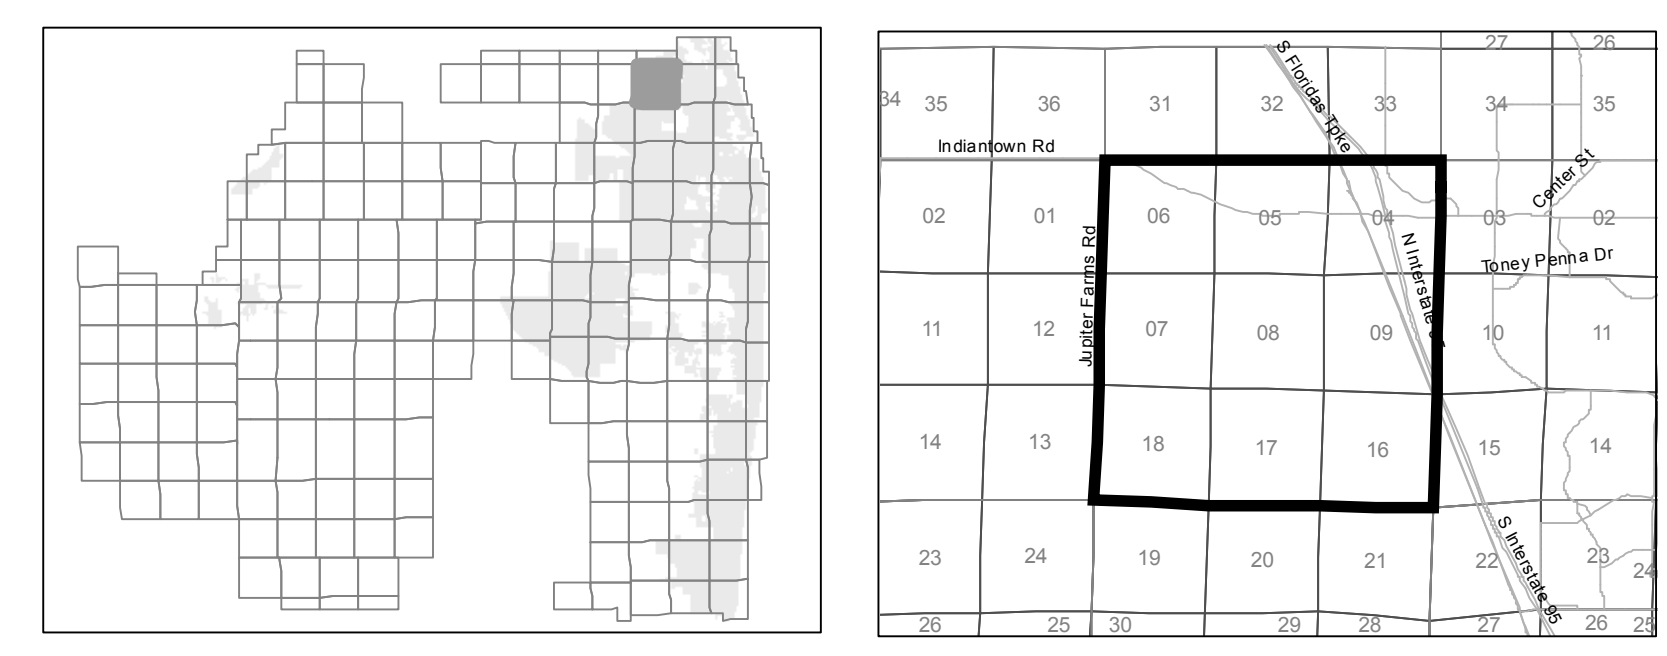 27 26
S Floridas Tpke
34 35 36 31 32 33 34 35
Indiantown Rd
Center St
02 01 06 05 04 03 02
Jupiter Farms Rd
N Interstate
Toney Penna Dr
11 12 07 08 09 10 11
14 13 18 17 16 15 14
S Interstate 95
23 24 19 20 21 22 23 24
26 25 30 29 28 27 26 25